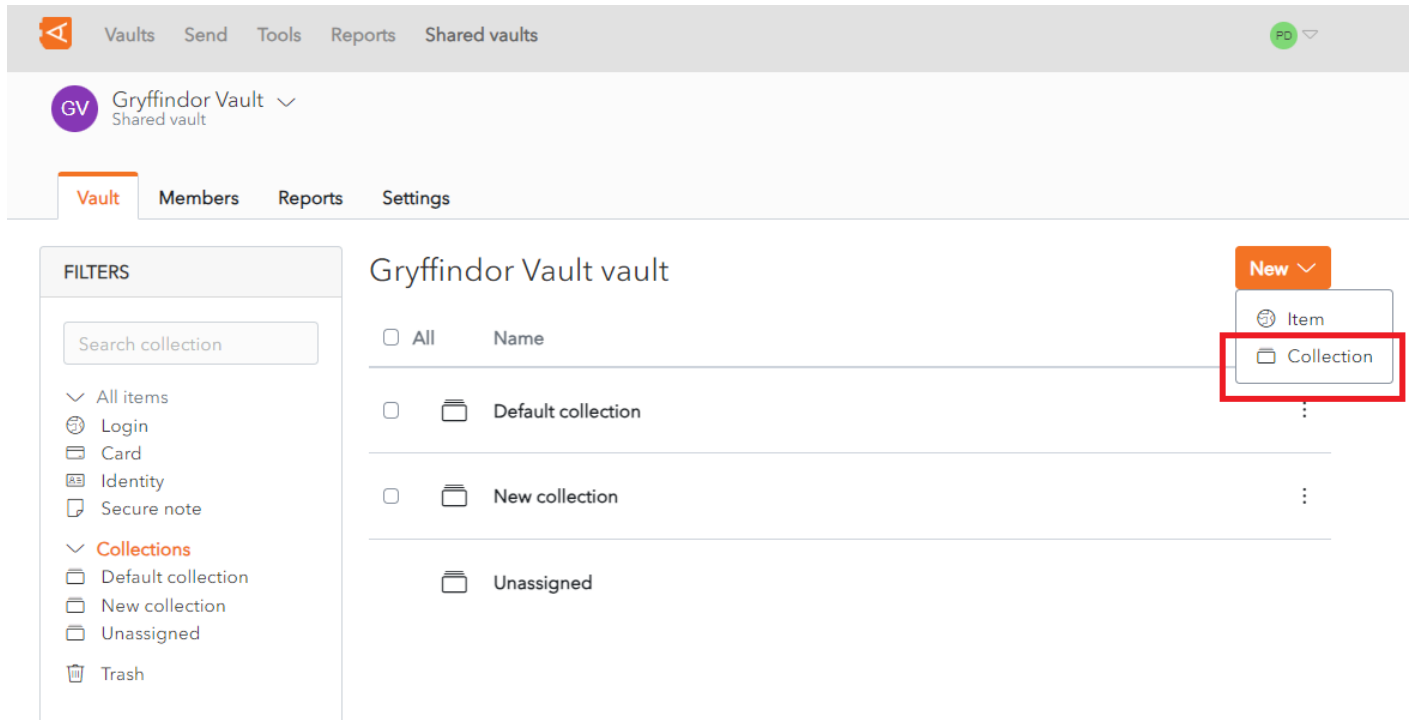 Vaults Send Tools Reports Shared vaults PD
GV Gryffindor Vault
Shared vault
Vault Members Reports Settings
FILTERS
Search collection
All items
Login
Card
Identity
Secure note
Collections
Default collection
New collection
Unassigned
Trash
Gryffindor Vault vault
New
Item
Collection
All Name
Default collection
New collection
Unassigned